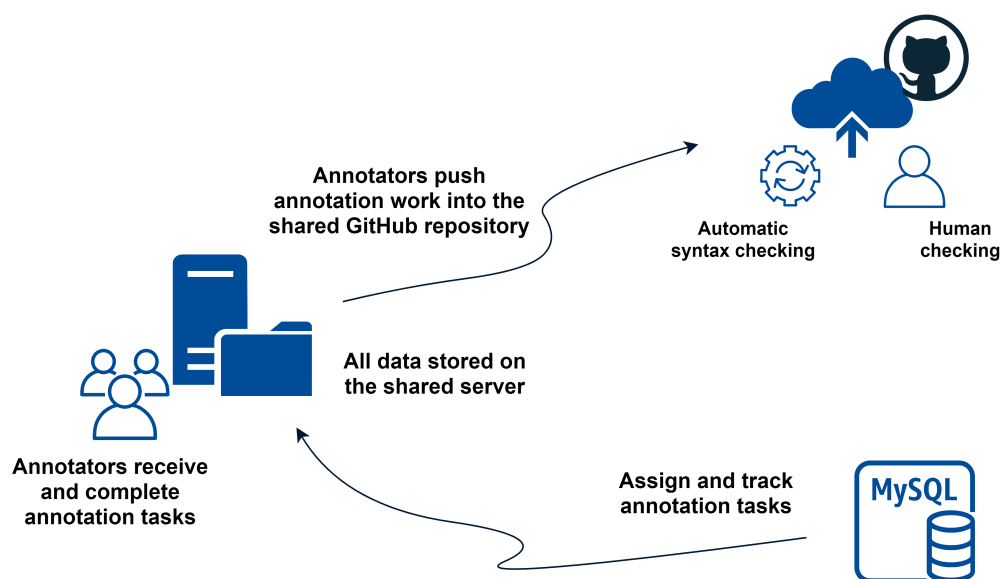 Annotators push
annotation work into the
shared GitHub repository
Automatic
syntax checking
Human
checking
All data stored on
the shared server
Annotators receive
and complete
annotation tasks
Assign and track
annotation tasks
MySQL